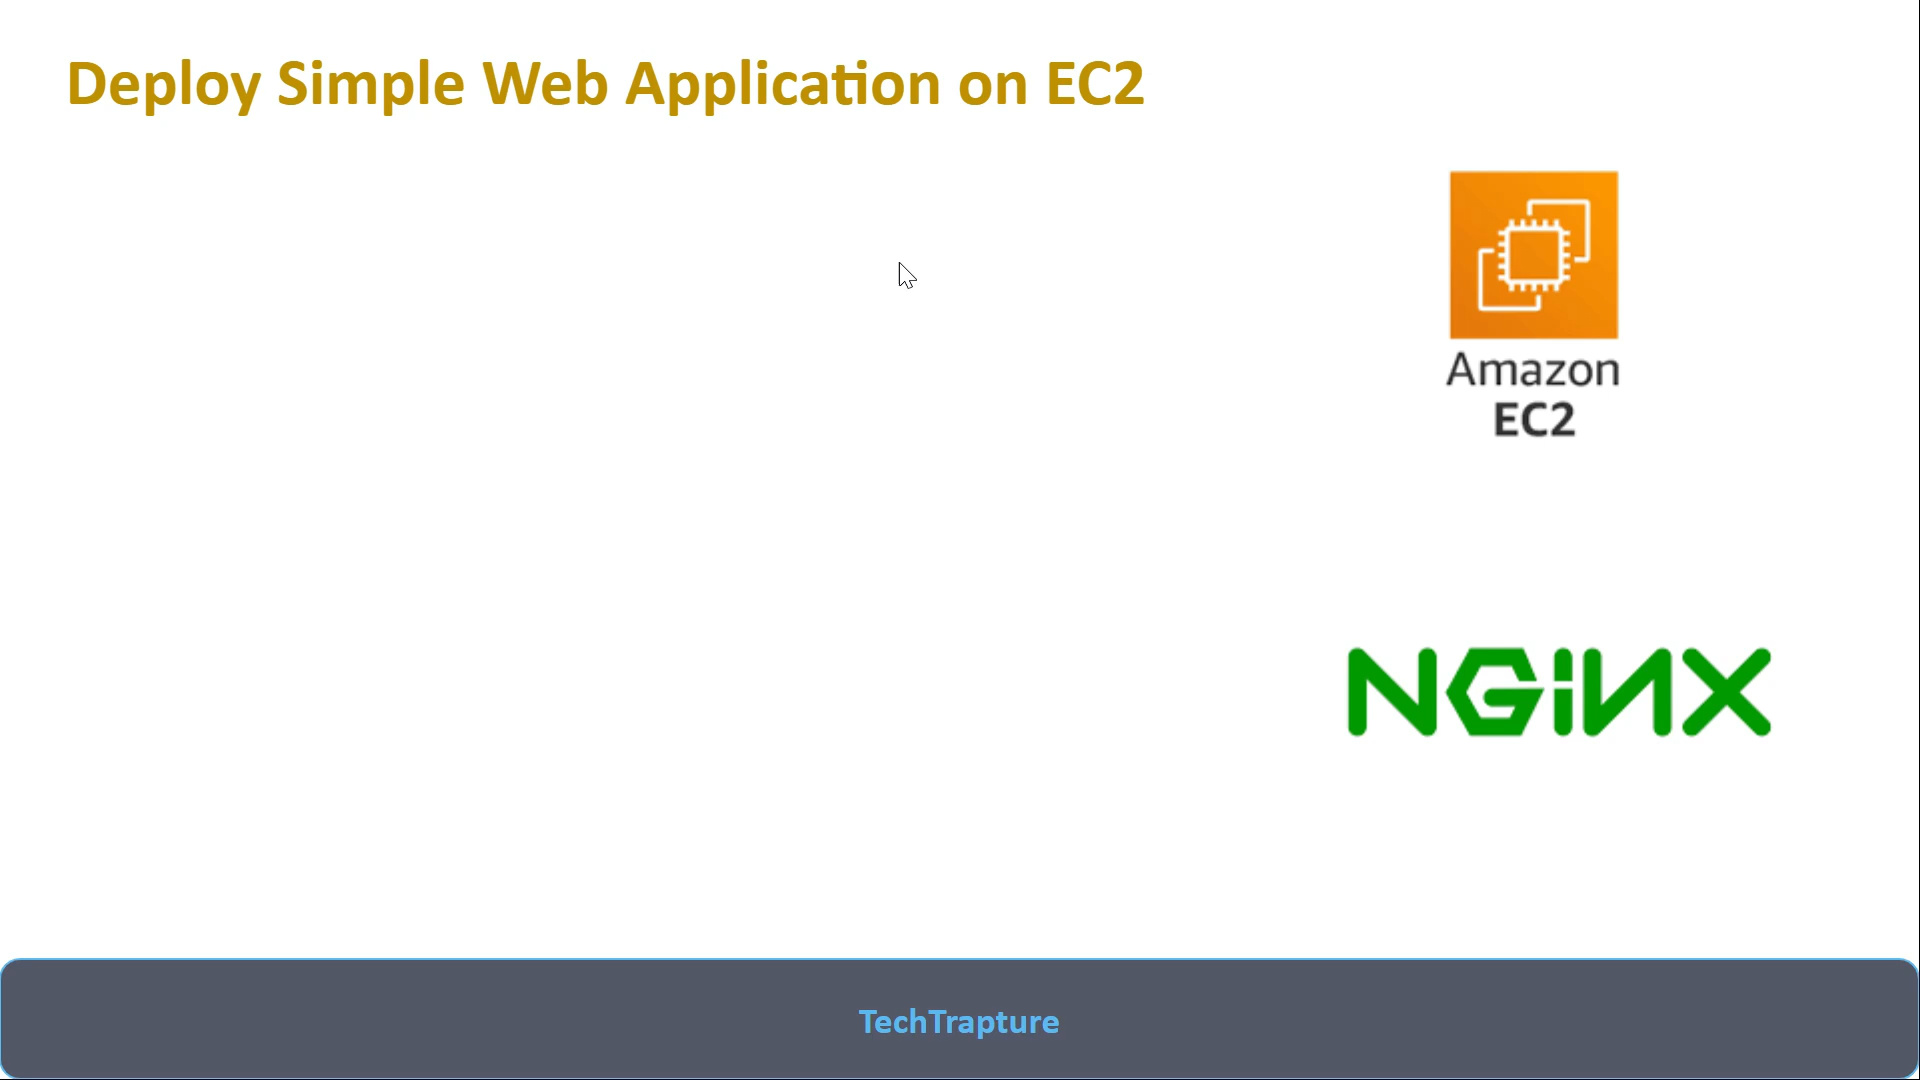 Deploy Simple Web Application on EC2
Amazon
EC2
NGiNX
TechTrapture